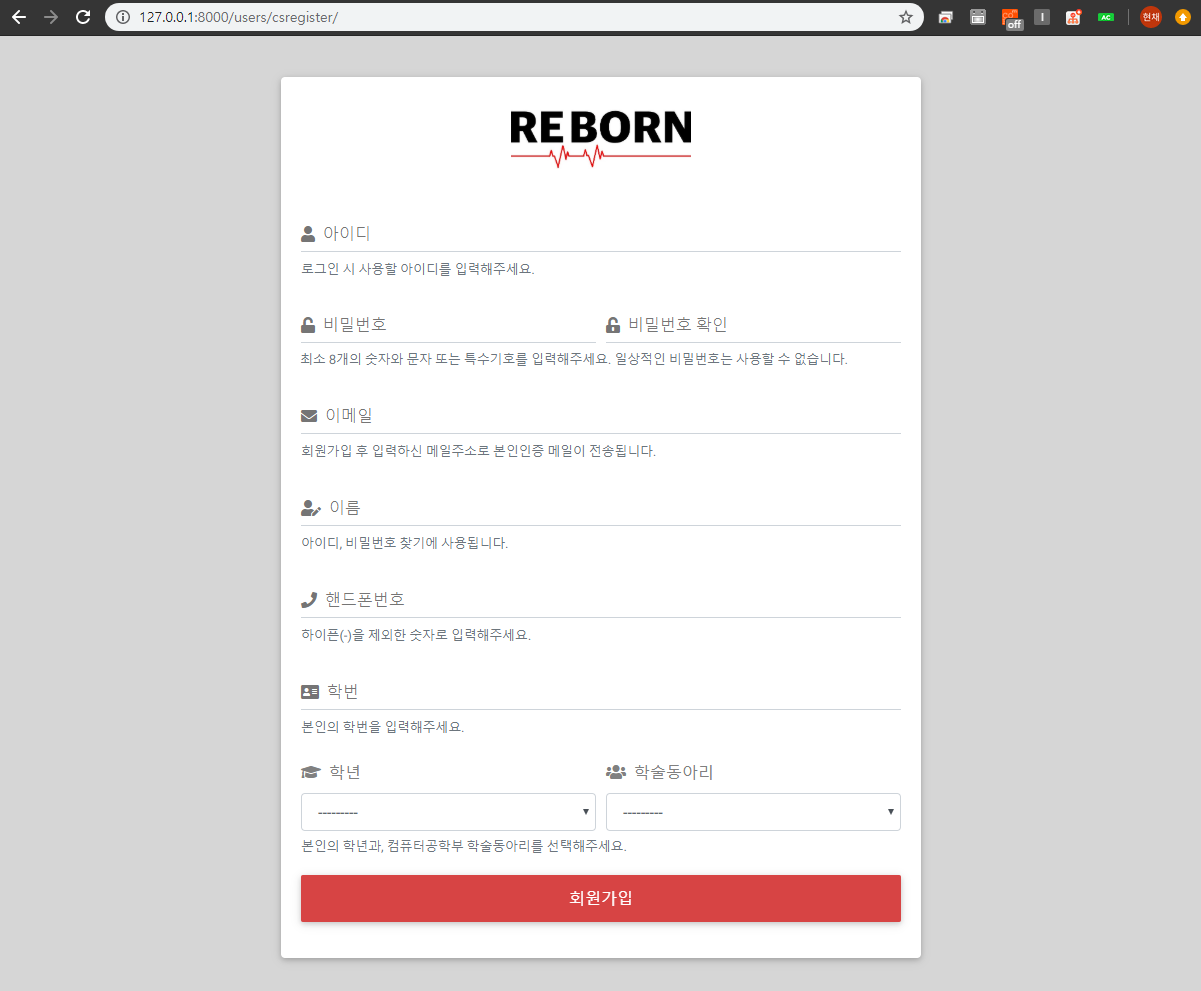 127.0.0.1:8000/users/csregister/
off
I
AC
현채
REBORN
아이디
로그인 시 사용할 아이디를 입력해주세요.
비밀번호 비밀번호 확인
최소 8개의 숫자와 문자 또는 특수기호를 입력해주세요. 일상적인 비밀번호는 사용할 수 없습니다.
이메일
회원가입 후 입력하신 메일주소로 본인인증 메일이 전송됩니다.
이름
아이디, 비밀번호 찾기에 사용됩니다.
핸드폰번호
하이픈(-)을 제외한 숫자로 입력해주세요.
학번
본인의 학번을 입력해주세요.
학년 학술동아리
--------- ---------
본인의 학년과, 컴퓨터공학부 학술동아리를 선택해주세요.
회원가입